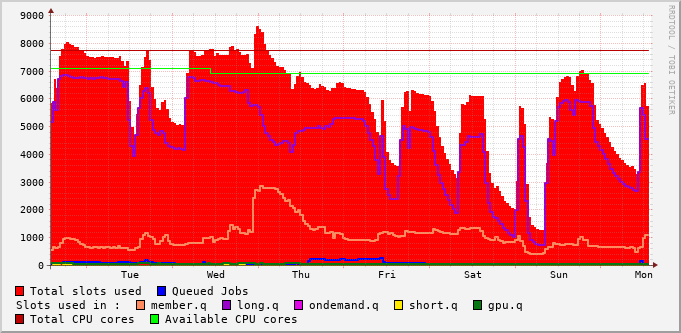 9000
8000
7000
6000
5000
4000
3000
2000
1000
0
Tue Wed Thu Fri Sat Sun Mon
RRDTOOL / TOBI OETIKER
Total slots used Queued Jobs
Slots used in : member.q long.q ondemand.q short.q gpu.q
Total CPU cores Available CPU cores